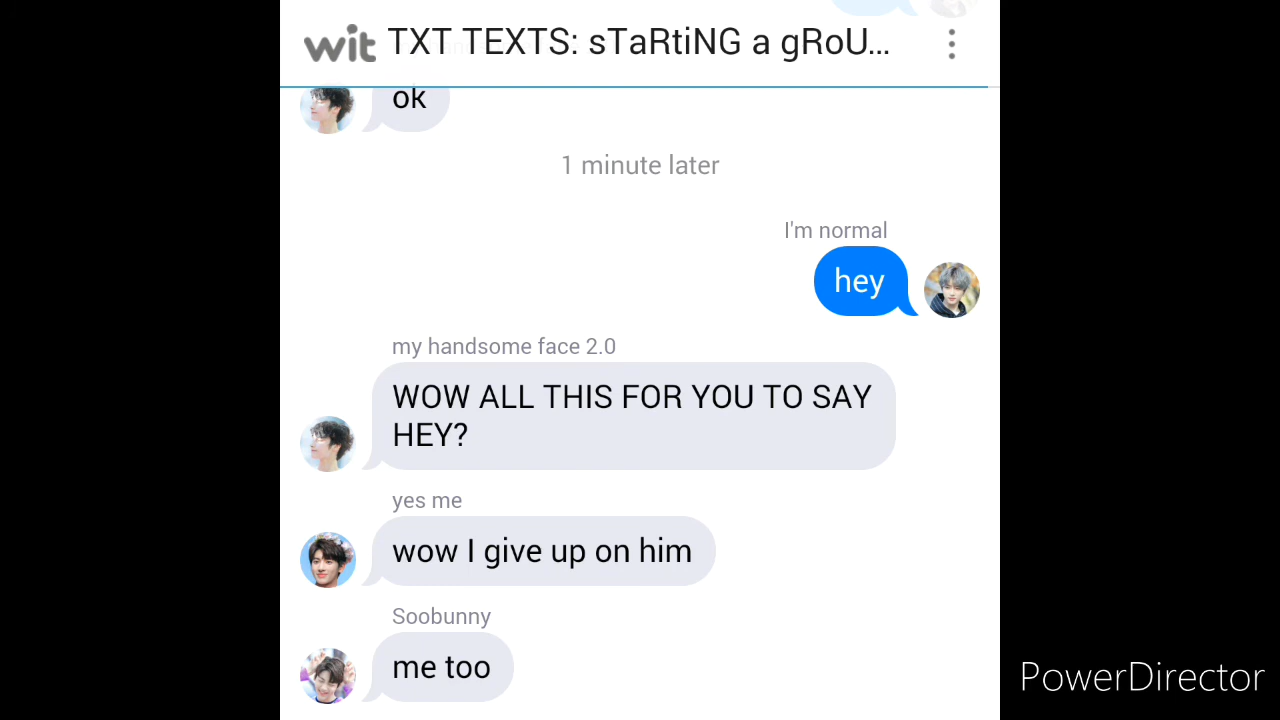 wit TXT TEXTS: sTaRtiNG a gRoU...
ok
1 minute later
I'm normal
hey
my handsome face 2.0
WOW ALL THIS FOR YOU TO SAY
HEY?
yes me
wow I give up on him
Soobunny
me too
PowerDirector